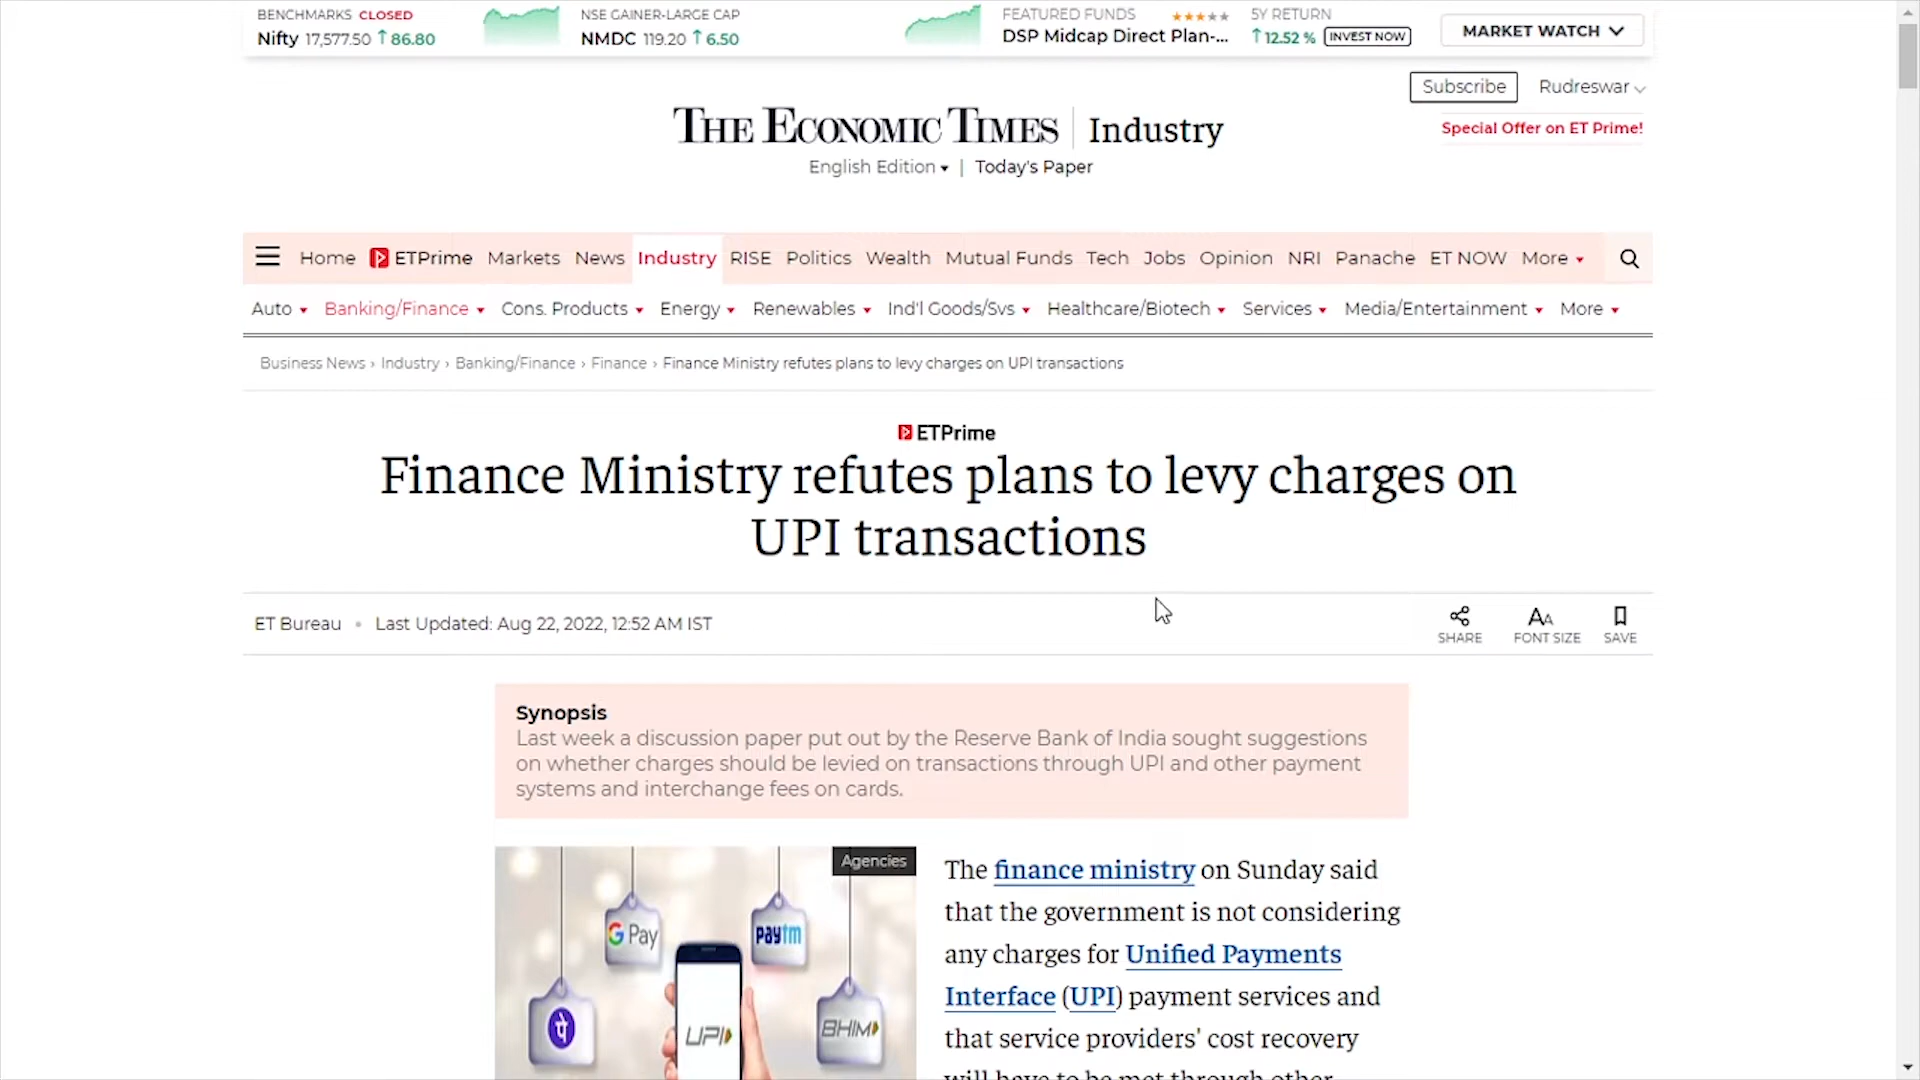 BENCHMARKS CLOSED
Nifty 17,577.50 ↑ 86.80
NSE GAINER-LARGE CAP
NMDC 119.20 ↑ 6.50
FEATURED FUNDS
DSP Midcap Direct Plan-...
5Y RETURN
↑ 12.52 % INVEST NOW
MARKET WATCH
Subscribe Rudreswar
Special Offer on ET Prime!
THE ECONOMIC TIMES | Industry
English Edition | Today's Paper
Home ETPrime Markets News Industry RISE Politics Wealth Mutual Funds Tech Jobs Opinion NRI Panache ET NOW More
Auto Banking/Finance Cons. Products Energy Renewables Ind'l Goods/Svs Healthcare/Biotech Services Media/Entertainment More
Business News › Industry › Banking/Finance › Finance › Finance Ministry refutes plans to levy charges on UPI transactions
ETPrime
Finance Ministry refutes plans to levy charges on
UPI transactions
ET Bureau • Last Updated: Aug 22, 2022, 12:52 AM IST
SHARE FONT SIZE SAVE
Synopsis
Last week a discussion paper put out by the Reserve Bank of India sought suggestions
on whether charges should be levied on transactions through UPI and other payment
systems and interchange fees on cards.
Agencies
G Pay
paytm
पे
UPI
BHIM
The finance ministry on Sunday said
that the government is not considering
any charges for Unified Payments
Interface (UPI) payment services and
that service providers' cost recovery
will have to be met through other